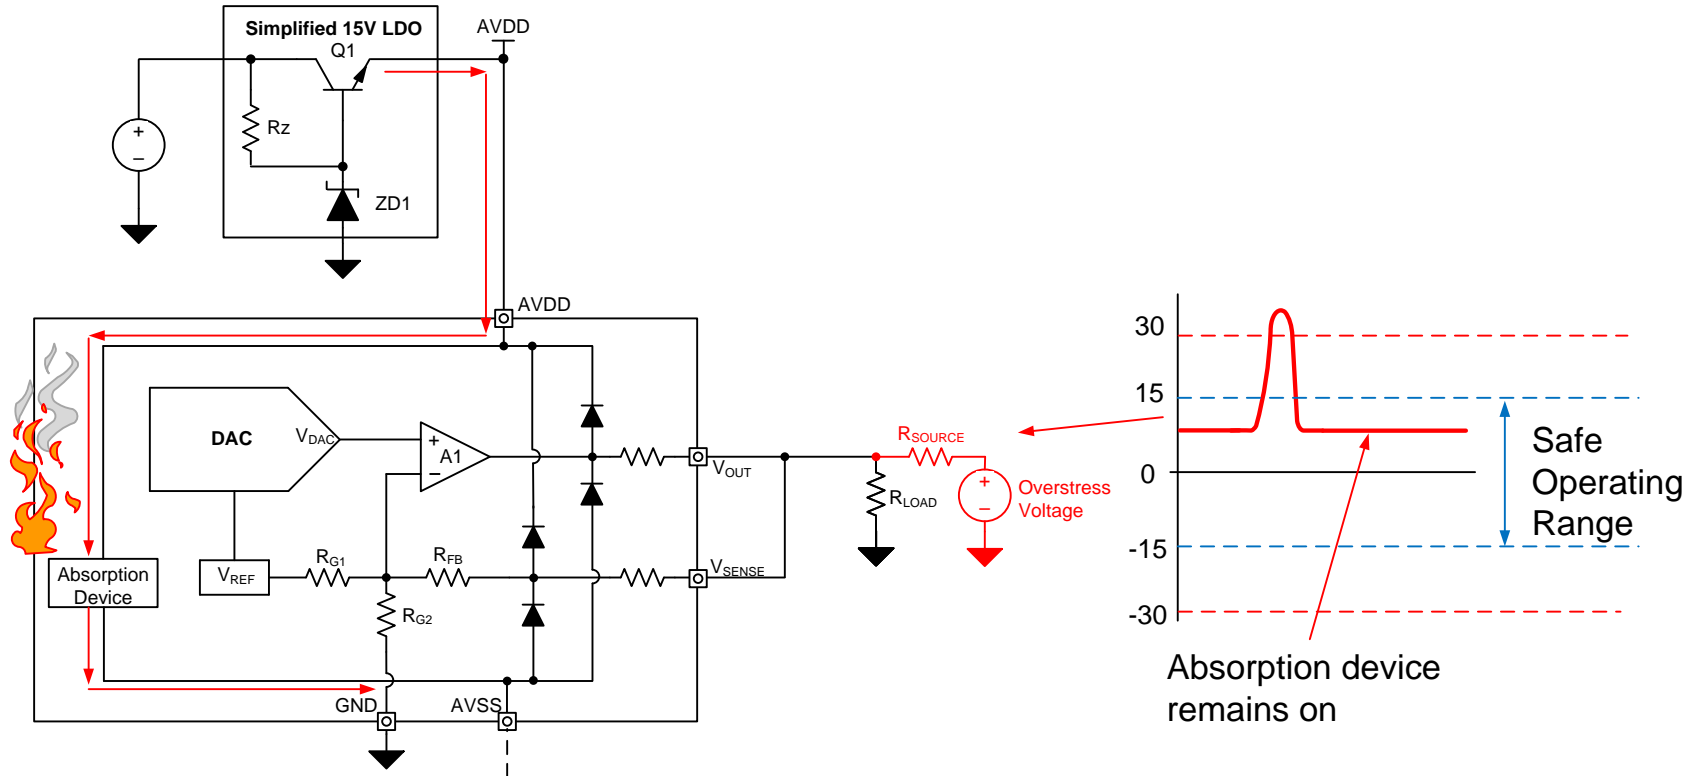 Simplified 15V LDO
AVDD
Q1
Rz
+
−
ZD1
AVDD
DAC
VDAC
+
A1
−
VOUT
RSOURCE
RLOAD
+
−
Overstress
Voltage
VREF
RG1
RFB
VSENSE
RG2
Absorption
Device
GND
AVSS
30
15
0
-15
-30
Safe
Operating
Range
Absorption device
remains on